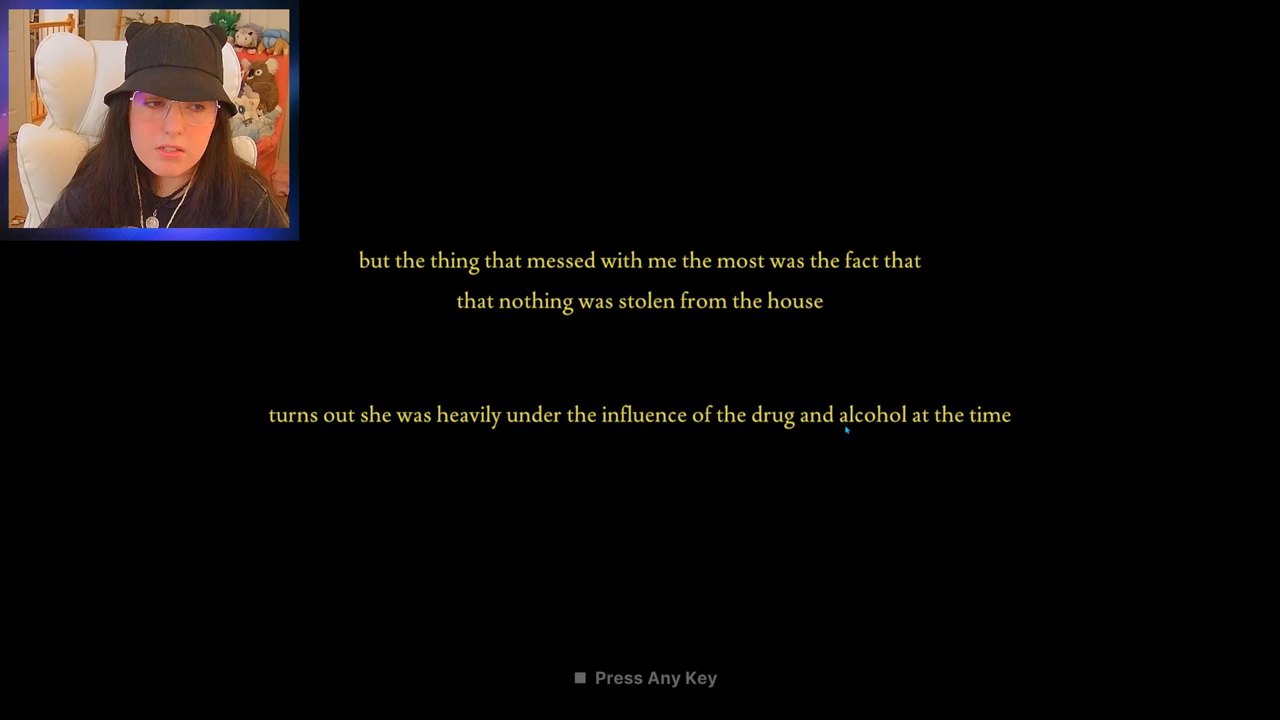 but the thing that messed with me the most was the fact that
that nothing was stolen from the house
turns out she was heavily under the influence of the drug and alcohol at the time
Press Any Key